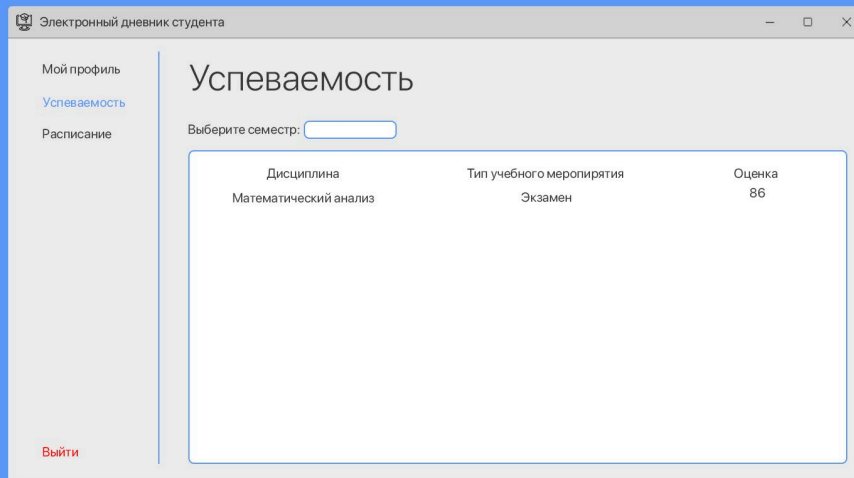 Электронный дневник студента
Мой профиль
Успеваемость
Расписание
Выйти
Успеваемость
Выберите семестр:
Дисциплина Тип учебного меропирятия Оценка
Математический анализ Экзамен 86